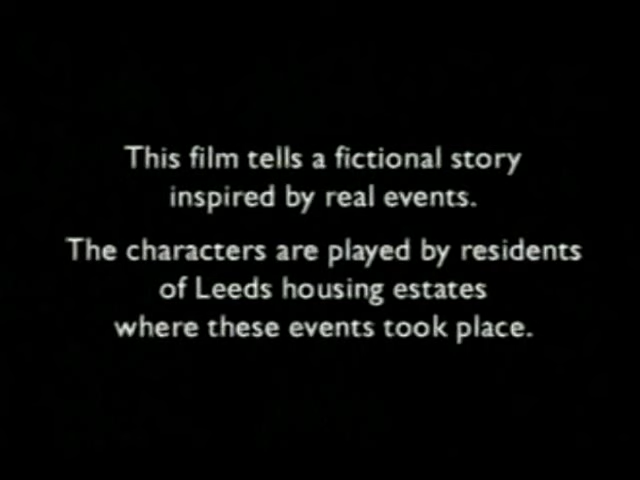 This film tells a fictional story
inspired by real events.
The characters are played by residents
of Leeds housing estates
where these events took place.